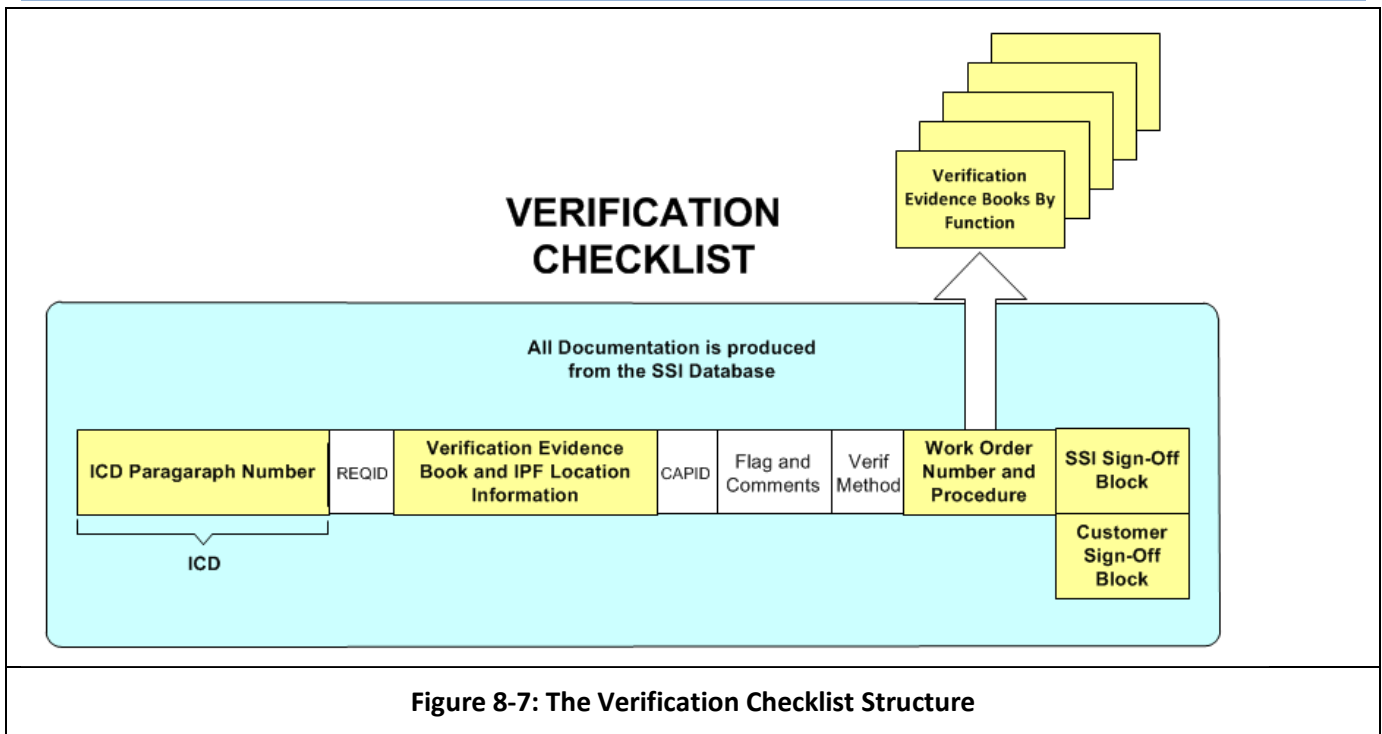 Verification
Evidence Books By
Function
VERIFICATION
CHECKLIST
All Documentation is produced
from the SSI Database
ICD Paragaraph Number
REQID
Verification Evidence
Book and IPF Location
Information
CAPID
Flag and
Comments
Verif
Method
Work Order
Number and
Procedure
SSI Sign-Off
Block
Customer
Sign-Off
Block
ICD
Figure 8-7: The Verification Checklist Structure